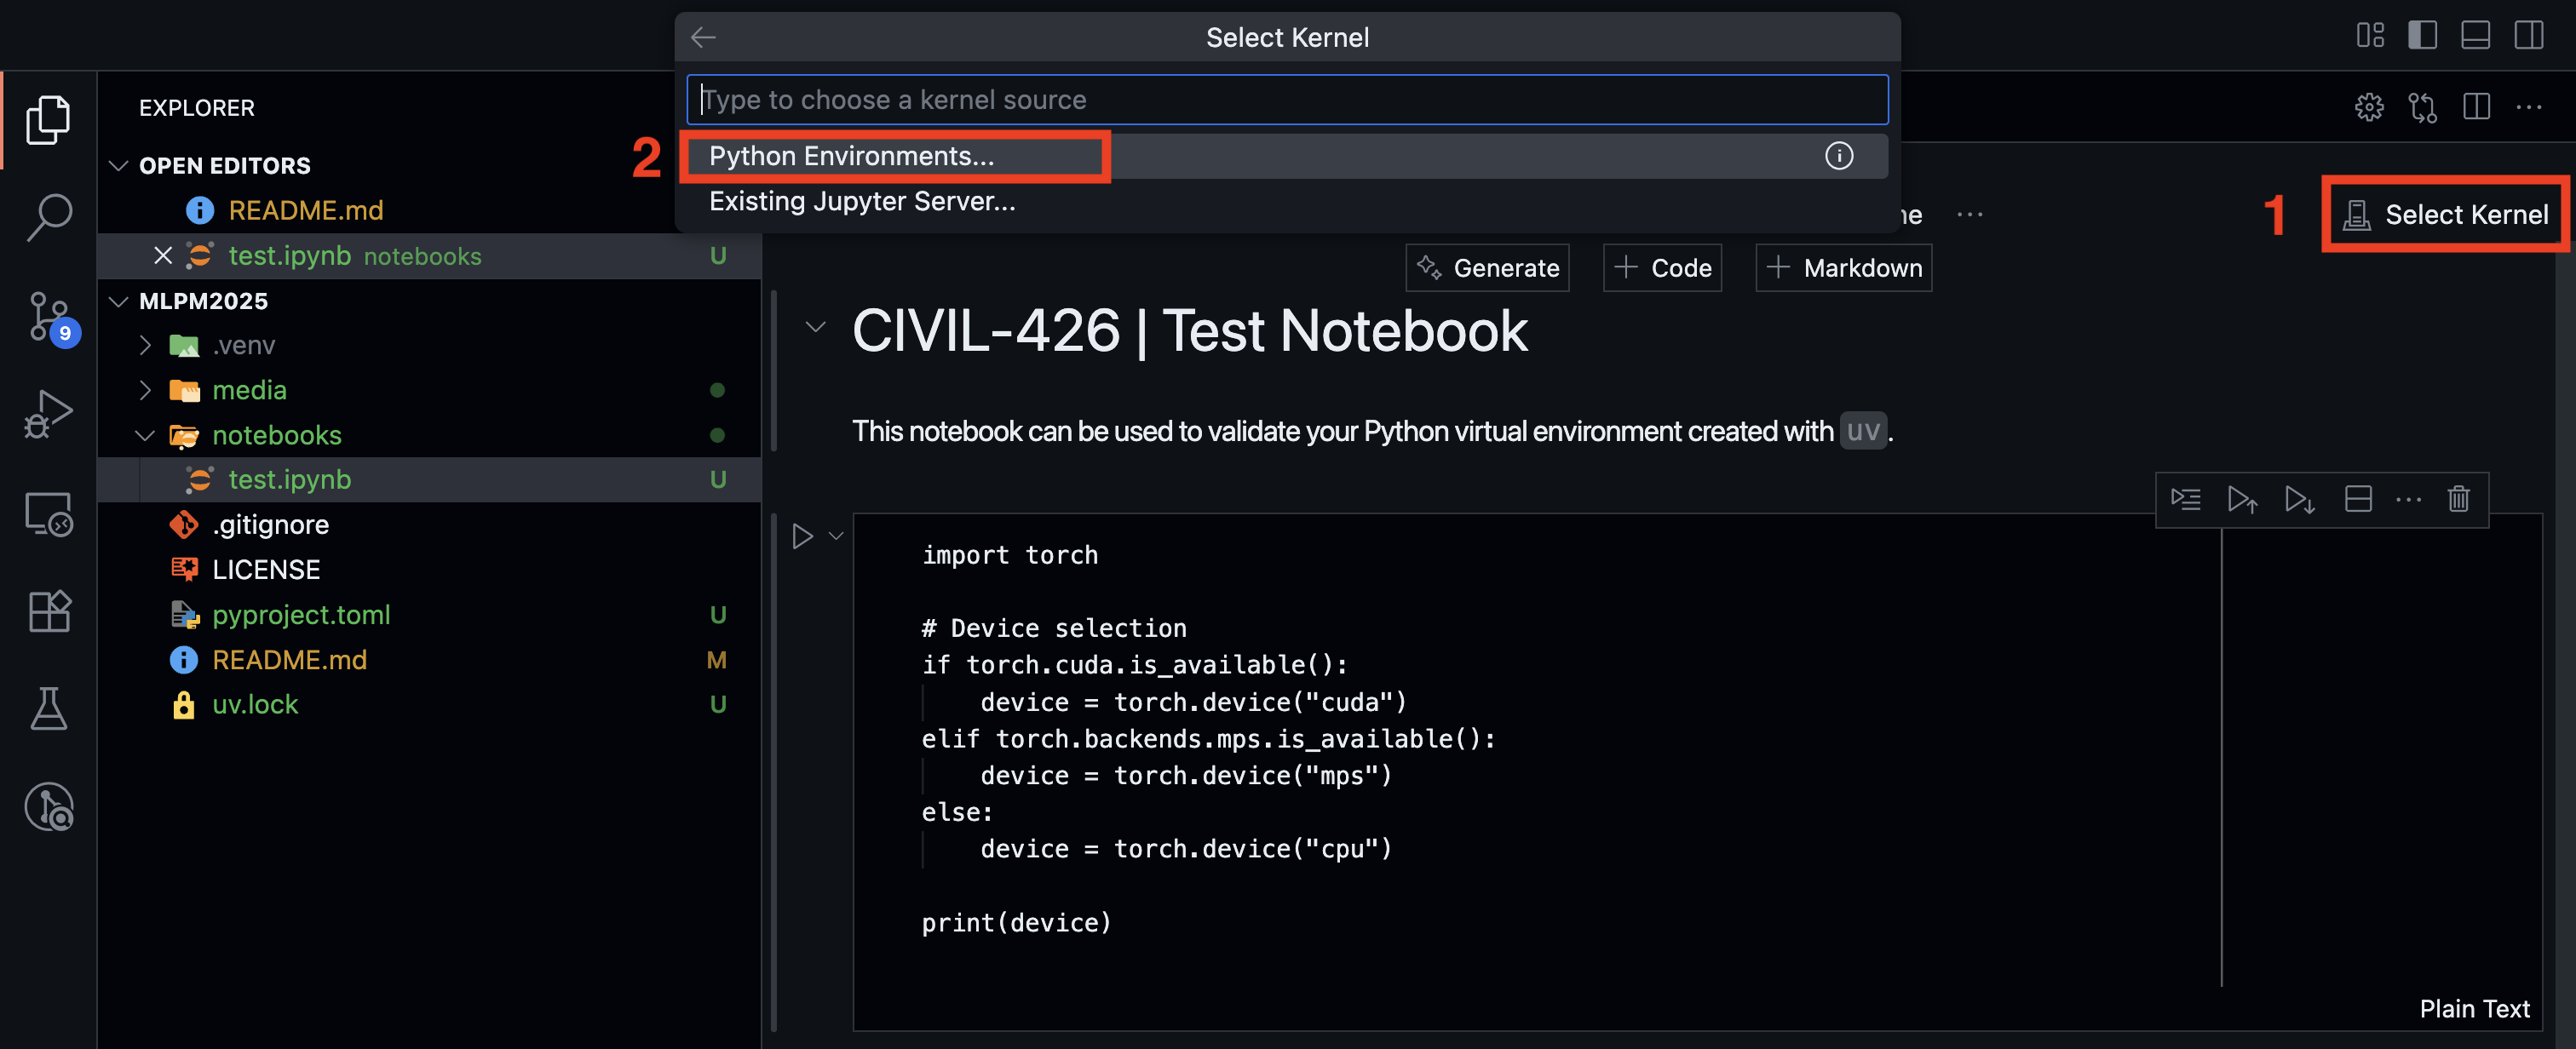 Select Kernel
Type to choose a kernel source
2
Python Environments...
Existing Jupyter Server...
EXPLORER
OPEN EDITORS
README.md
test.ipynb notebooks U
MLPM2025
.venv
media
notebooks
test.ipynb U
.gitignore
LICENSE
pyproject.toml U
README.md M
uv.lock U
9
1
Select Kernel
Generate
Code
Markdown
CIVIL-426 | Test Notebook
This notebook can be used to validate your Python virtual environment created with uv.
import torch
# Device selection
if torch.cuda.is_available():
device = torch.device("cuda")
elif torch.backends.mps.is_available():
device = torch.device("mps")
else:
device = torch.device("cpu")
print(device)
Plain Text